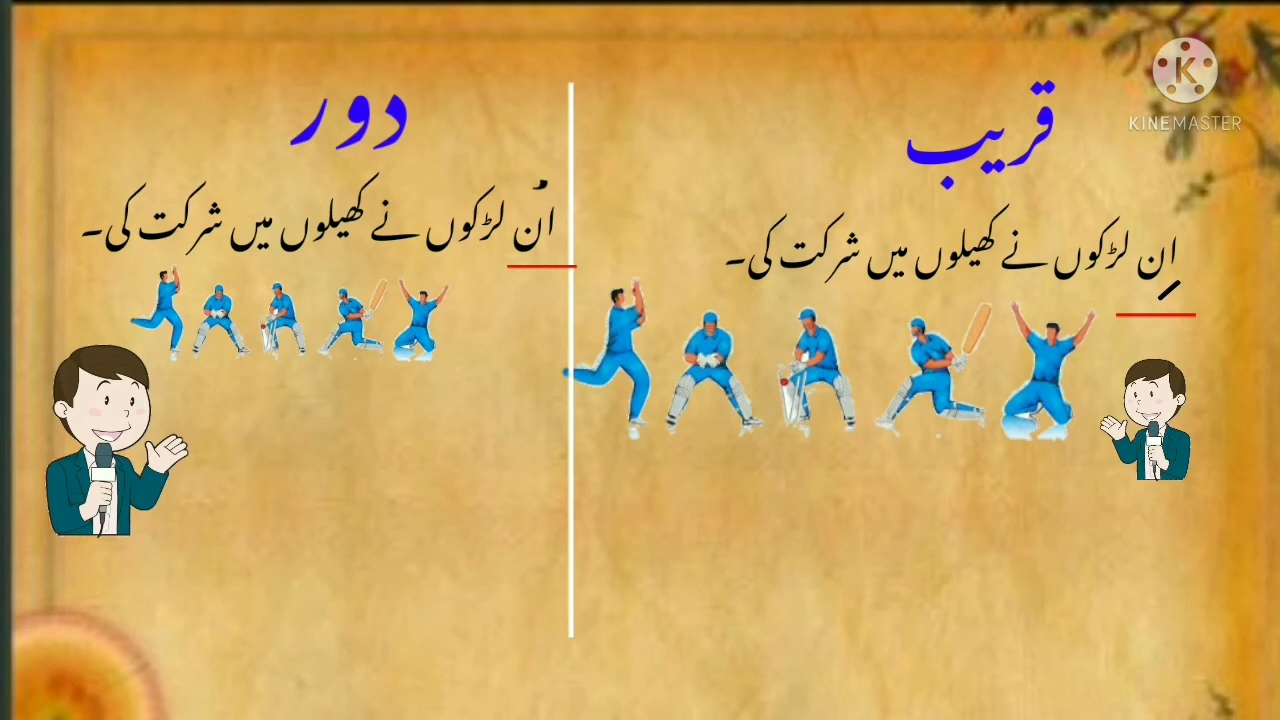 قریب
اِن لڑکوں نے کھیلوں میں شرکت کی۔
دور
اُن لڑکوں نے کھیلوں میں شرکت کی۔
K
KINEMASTER